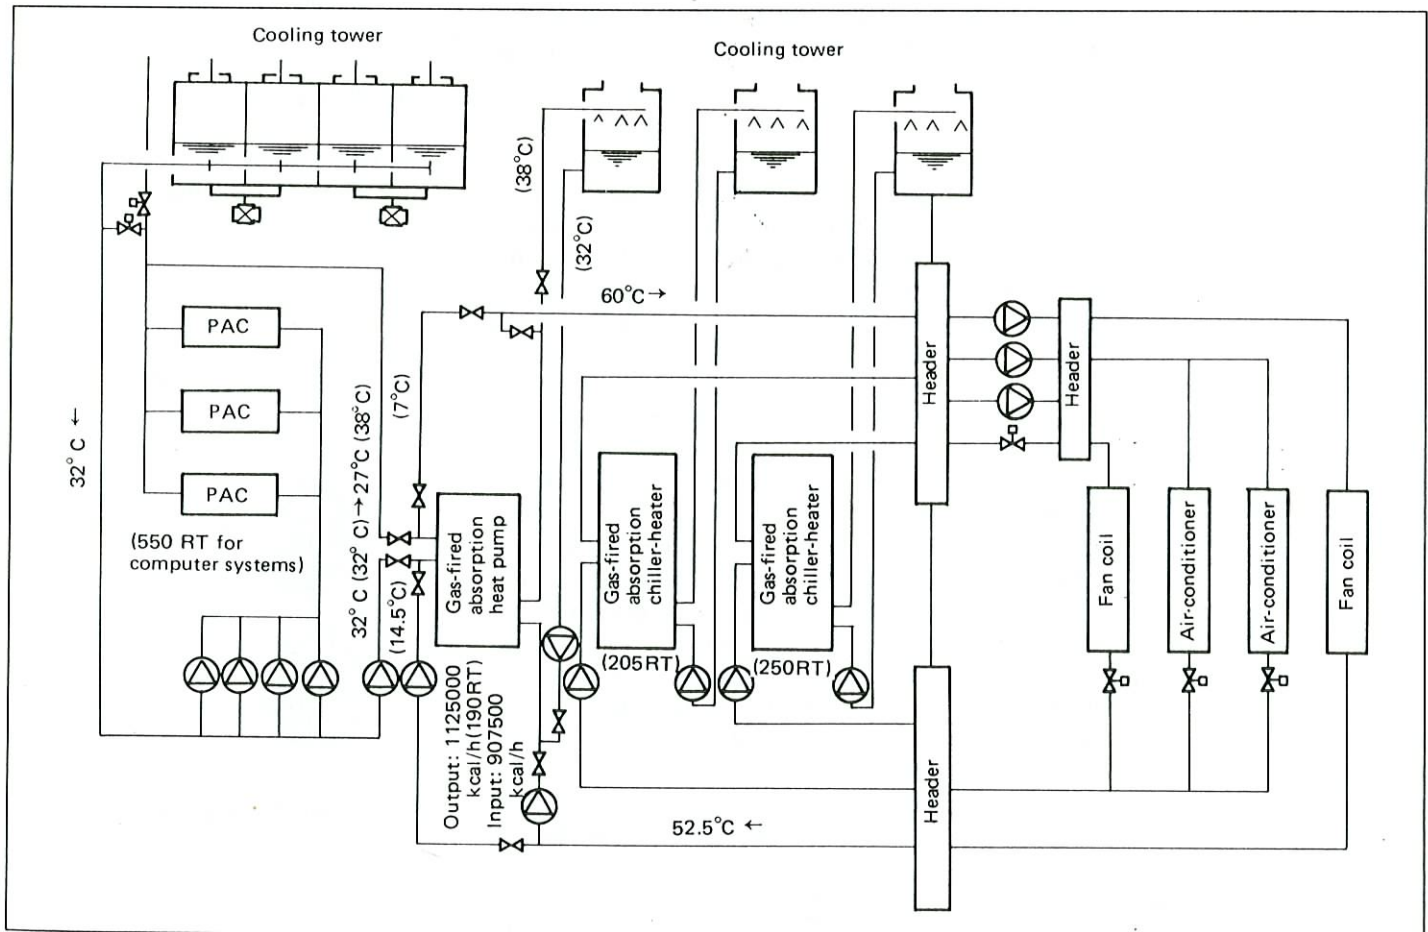 Cooling tower
Cooling tower
(38°C)
(32°C)
60°C→
PAC
PAC
PAC
(550 RT for
computer systems)
32° C ←
32° C (32° C)→27°C (38°C)
(14.5°C)
(7°C)
Gas-fired
absorption
heat pump
Output: 1125000
kcal/h(190RT)
Input: 907500
kcal/h
Gas-fired
absorption
chiller-heater
(205RT)
Gas-fired
absorption
chiller-heater
(250RT)
Header
Header
Header
Fan coil
Air-conditioner
Air-conditioner
Fan coil
52.5°C ←